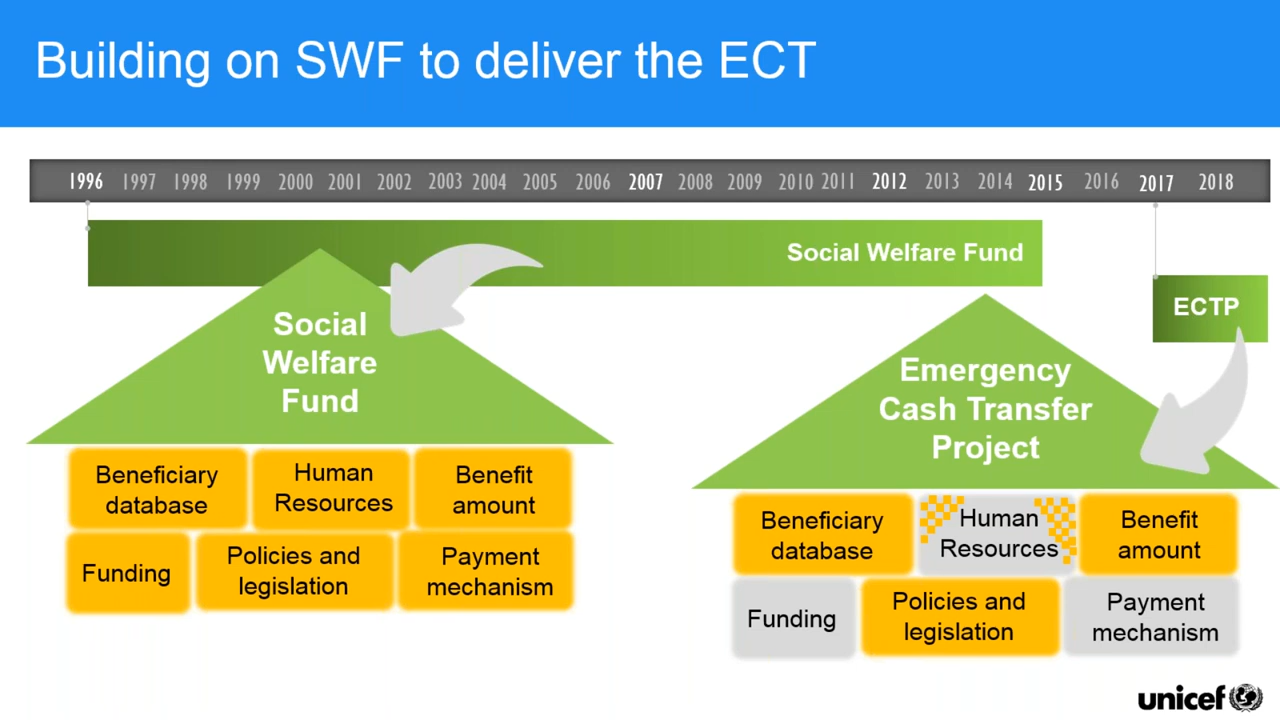 Building on SWF to deliver the ECT
1996 1997 1998 1999 2000 2001 2002 2003 2004 2005 2006 2007 2008 2009 2010 2011 2012 2013 2014 2015 2016 2017 2018
Social Welfare Fund
ECTP
Social
Welfare
Fund
Beneficiary
database
Human
Resources
Benefit
amount
Funding
Policies and
legislation
Payment
mechanism
Emergency
Cash Transfer
Project
Beneficiary
database
Human
Resources
Benefit
amount
Funding
Policies and
legislation
Payment
mechanism
unicef